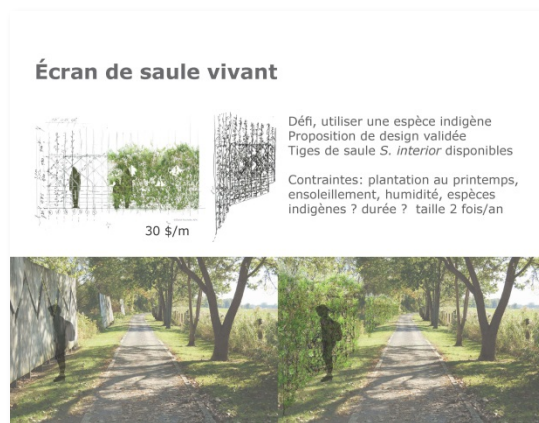 Écran de saule vivant
Défi, utiliser une espèce indigène
Proposition de design validée
Tiges de saule S. interior disponibles
Contraintes: plantation au printemps,
ensoleillement, humidité, espèces
indigènes ? durée ?  taille 2 fois/an
30 $/m